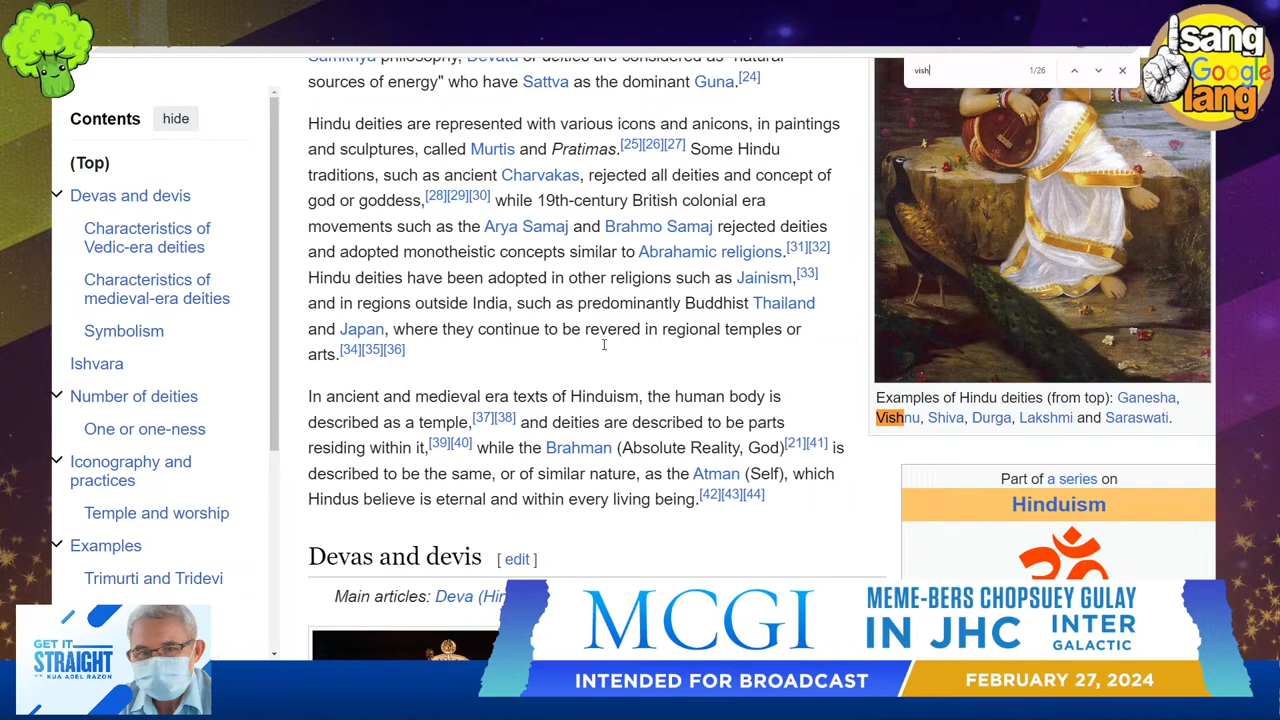 Samkhya philosophy, Devata or deities are considered as "natural
sources of energy" who have Sattva as the dominant Guna.[24]
Hindu deities are represented with various icons and anicons, in paintings
and sculptures, called Murtis and Pratimas.[25][26][27] Some Hindu
traditions, such as ancient Charvakas, rejected all deities and concept of
god or goddess,[28][29][30] while 19th-century British colonial era
movements such as the Arya Samaj and Brahmo Samaj rejected deities
and adopted monotheistic concepts similar to Abrahamic religions.[31][32]
Hindu deities have been adopted in other religions such as Jainism,[33]
and in regions outside India, such as predominantly Buddhist Thailand
and Japan, where they continue to be revered in regional temples or
arts.[34][35][36]
In ancient and medieval era texts of Hinduism, the human body is
described as a temple,[37][38] and deities are described to be parts
residing within it,[39][40] while the Brahman (Absolute Reality, God)[21][41] is
described to be the same, or of similar nature, as the Atman (Self), which
Hindus believe is eternal and within every living being.[42][43][44]
Devas and devis [ edit ]
Main articles: Deva (Hin
Contents hide
(Top)
Devas and devis
Characteristics of
Vedic-era deities
Characteristics of
medieval-era deities
Symbolism
Ishvara
Number of deities
One or one-ness
Iconography and
practices
Temple and worship
Examples
Trimurti and Tridevi
vish 1/26
Isang
Google
lang
Examples of Hindu deities (from top): Ganesha,
Vishnu, Shiva, Durga, Lakshmi and Saraswati.
Part of a series on
Hinduism
ॐ
GET IT
STRAIGHT
KUYA ADEL RAZON
MCGI
MEME-BERS CHOPSUEY GULAY
IN JHC INTER
GALACTIC
INTENDED FOR BROADCAST
FEBRUARY 27, 2024